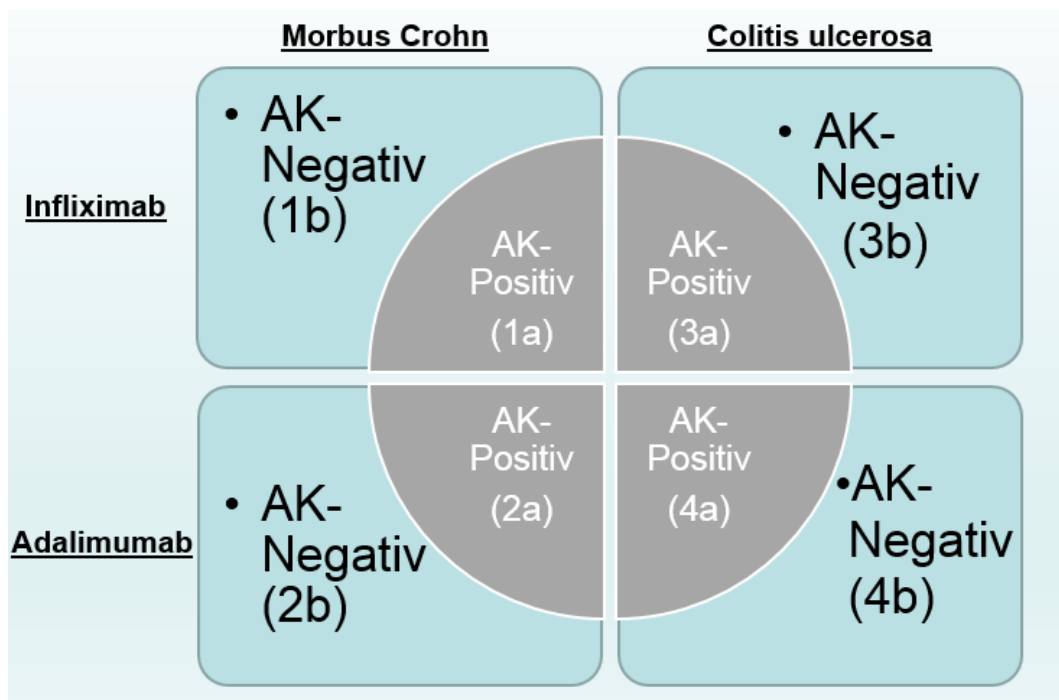 Morbus Crohn
Colitis ulcerosa
Infliximab
• AK-
Negativ
(1b)
AK-
Positiv
(1a)
AK-
Positiv
(3a)
• AK-
Negativ
(3b)
Adalimumab
• AK-
Negativ
(2b)
AK-
Positiv
(2a)
AK-
Positiv
(4a)
•AK-
Negativ
(4b)